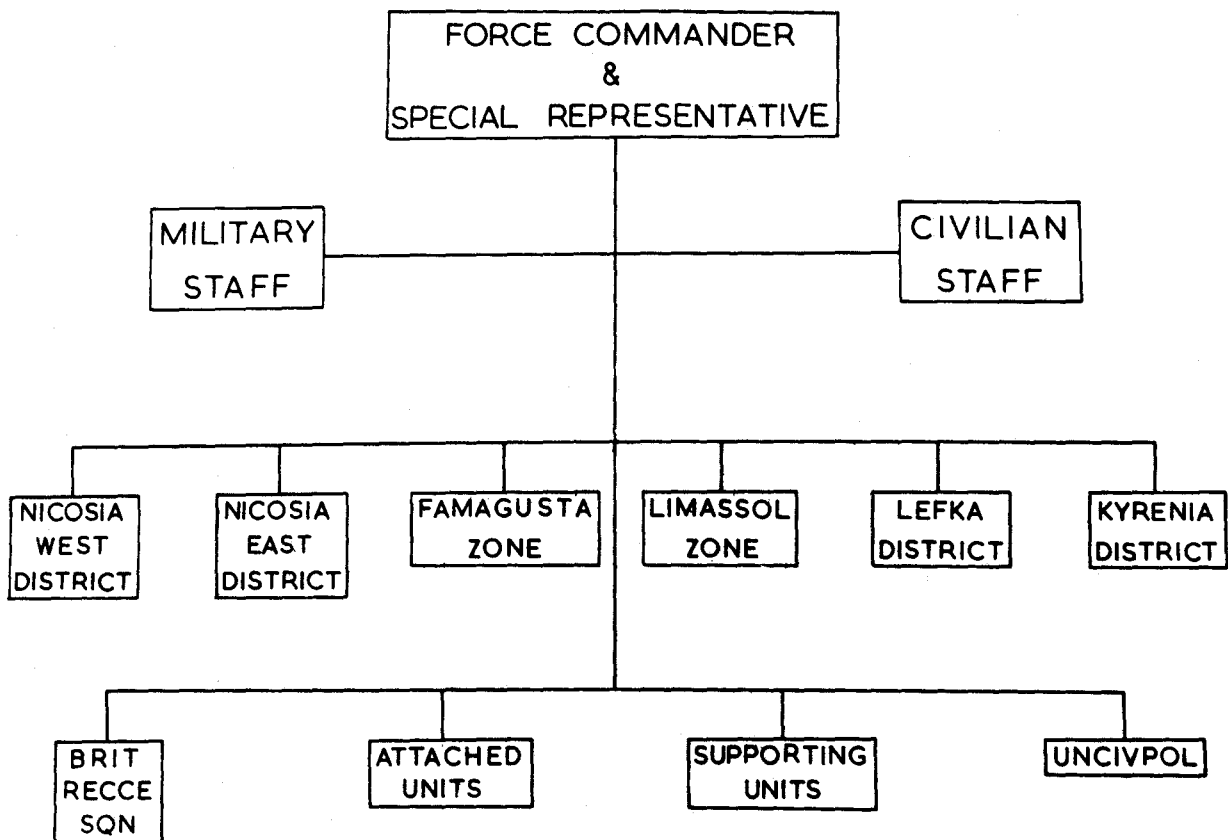 FORCE COMMANDER
&
SPECIAL REPRESENTATIVE
MILITARY
STAFF
CIVILIAN
STAFF
NICOSIA
WEST
DISTRICT
NICOSIA
EAST
DISTRICT
FAMAGUSTA
ZONE
LIMASSOL
ZONE
LEFKA
DISTRICT
KYRENIA
DISTRICT
BRIT
RECCE
SQN
ATTACHED
UNITS
SUPPORTING
UNITS
UNCIVPOL